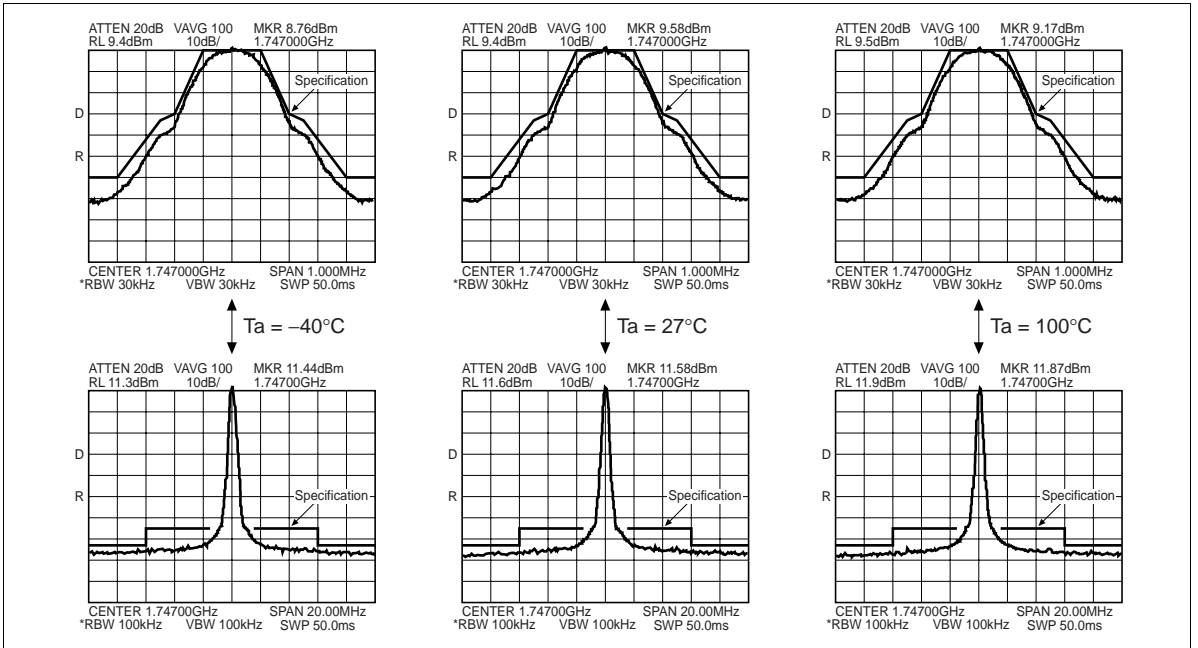 ATTEN 20dB VAVG 100 MKR 8.76dBm
RL 9.4dBm 10dB/ 1.747000GHz
Specification
D
R
CENTER 1.747000GHz SPAN 1.000MHz
*RBW 30kHz VBW 30kHz SWP 50.0ms
ATTEN 20dB VAVG 100 MKR 9.58dBm
RL 9.4dBm 10dB/ 1.747000GHz
Specification
D
R
CENTER 1.747000GHz SPAN 1.000MHz
*RBW 30kHz VBW 30kHz SWP 50.0ms
ATTEN 20dB VAVG 100 MKR 9.17dBm
RL 9.5dBm 10dB/ 1.747000GHz
Specification
D
R
CENTER 1.747000GHz SPAN 1.000MHz
*RBW 30kHz VBW 30kHz SWP 50.0ms
Ta = −40°C
Ta = 27°C
Ta = 100°C
ATTEN 20dB VAVG 100 MKR 11.44dBm
RL 11.3dBm 10dB/ 1.74700GHz
D
R
Specification
CENTER 1.74700GHz SPAN 20.00MHz
*RBW 100kHz VBW 100kHz SWP 50.0ms
ATTEN 20dB VAVG 100 MKR 11.58dBm
RL 11.6dBm 10dB/ 1.74700GHz
D
R
Specification
CENTER 1.74700GHz SPAN 20.00MHz
*RBW 100kHz VBW 100kHz SWP 50.0ms
ATTEN 20dB VAVG 100 MKR 11.87dBm
RL 11.9dBm 10dB/ 1.74700GHz
D
R
Specification
CENTER 1.74700GHz SPAN 20.00MHz
*RBW 100kHz VBW 100kHz SWP 50.0ms